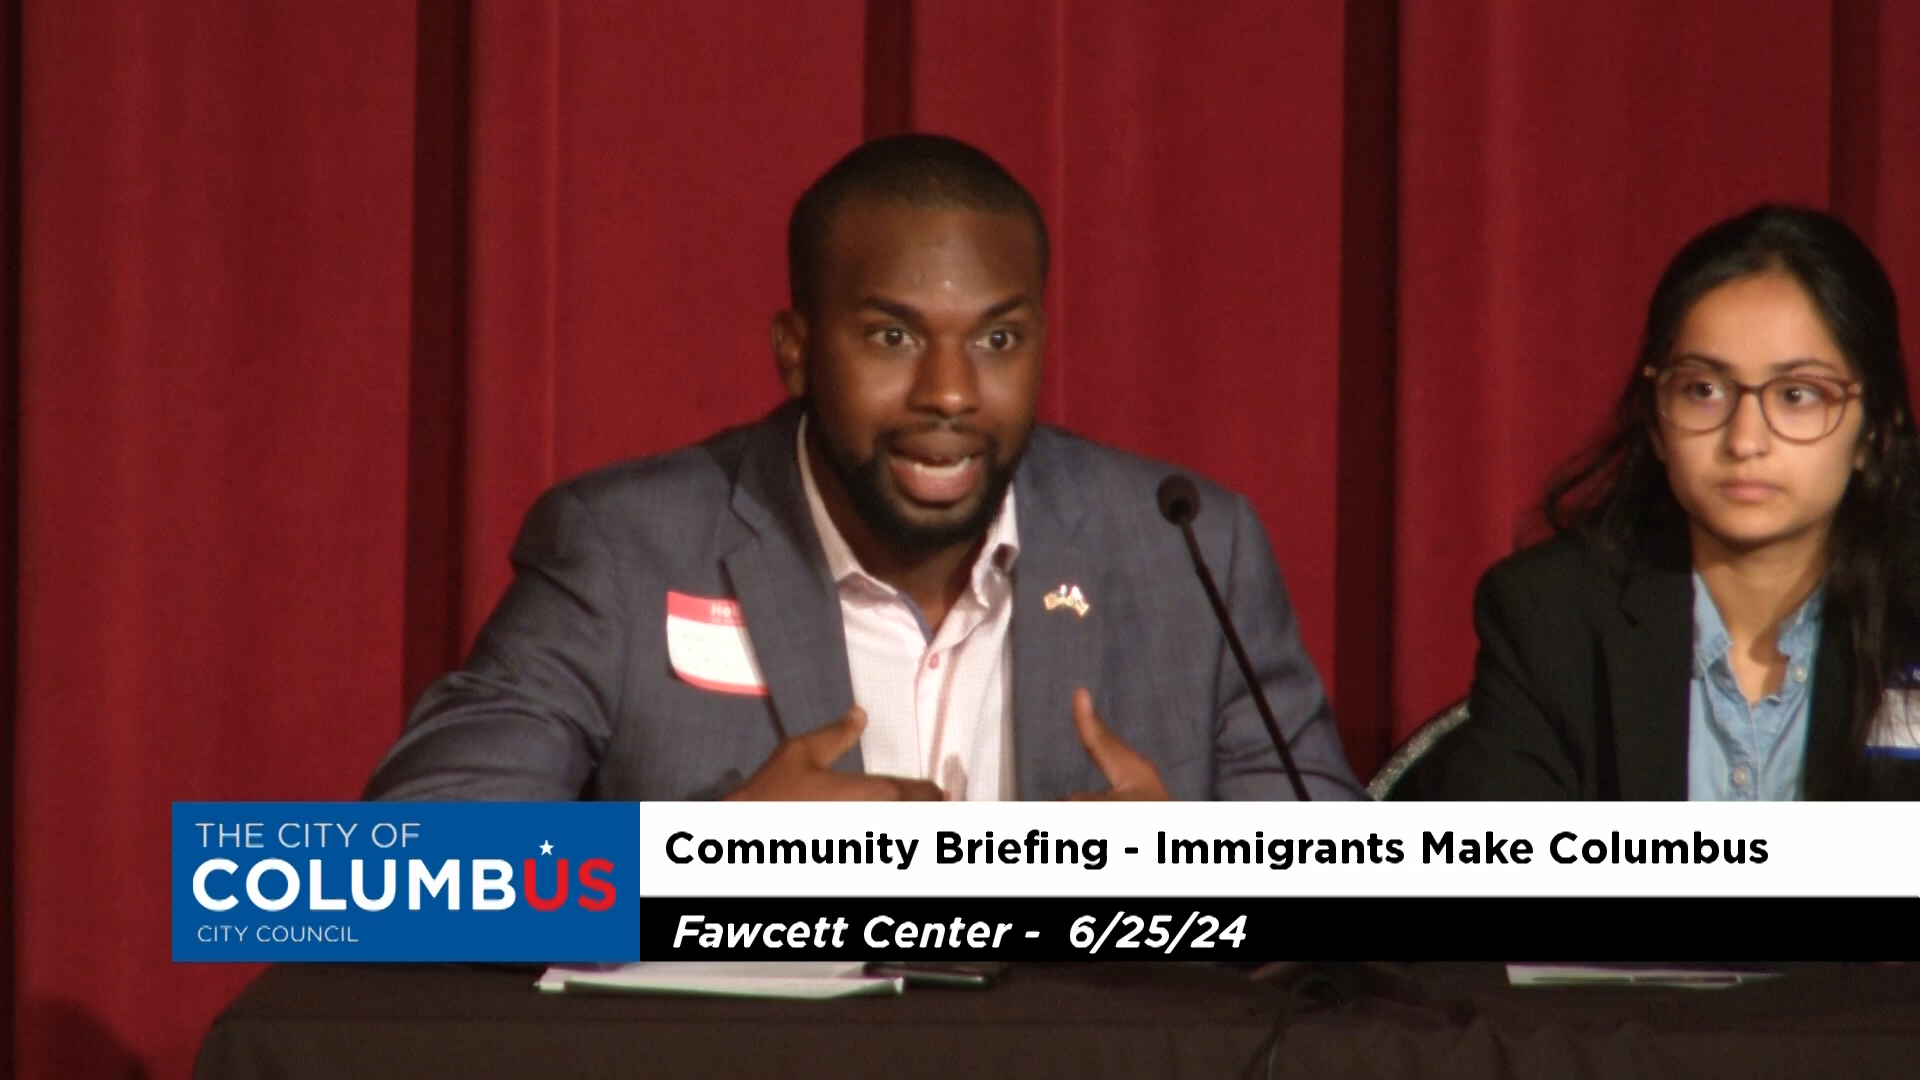 THE CITY OF
COLUMBUS
CITY COUNCIL
Community Briefing - Immigrants Make Columbus
Fawcett Center - 6/25/24